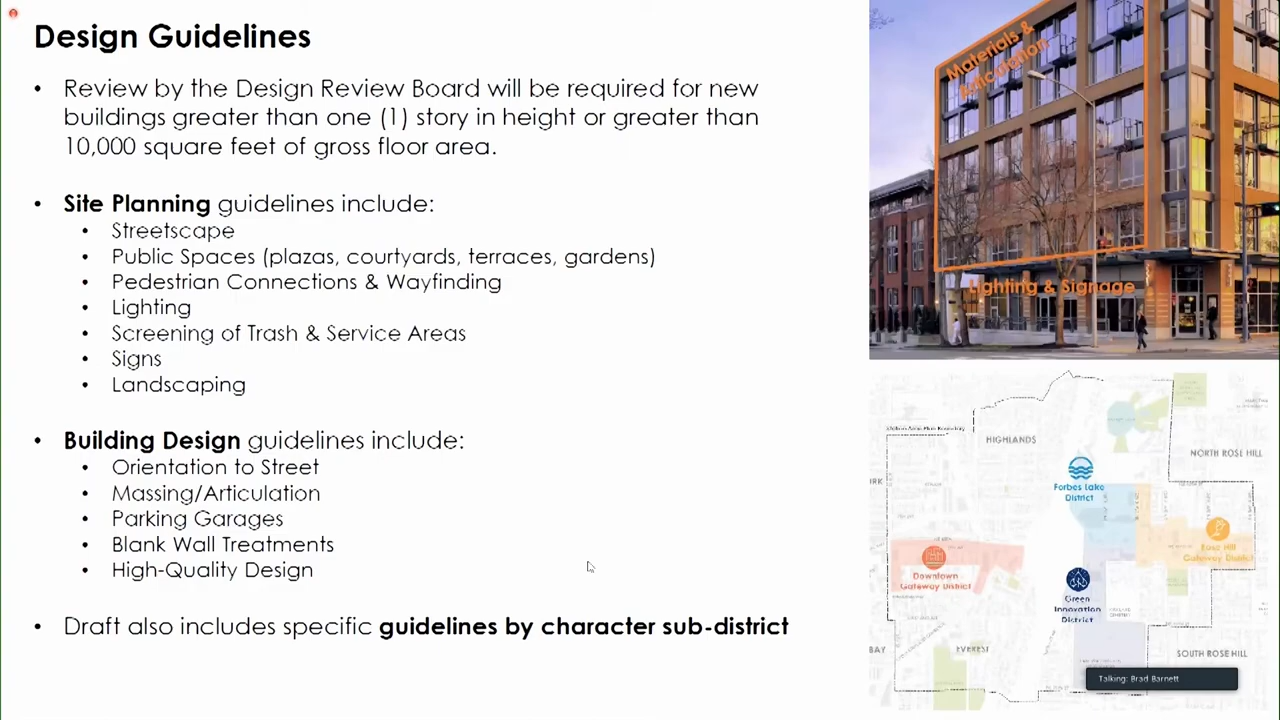 Design Guidelines
• Review by the Design Review Board will be required for new
buildings greater than one (1) story in height or greater than
10,000 square feet of gross floor area.
• Site Planning guidelines include:
• Streetscape
• Public Spaces (plazas, courtyards, terraces, gardens)
• Pedestrian Connections & Wayfinding
• Lighting
• Screening of Trash & Service Areas
• Signs
• Landscaping
• Building Design guidelines include:
• Orientation to Street
• Massing/Articulation
• Parking Garages
• Blank Wall Treatments
• High-Quality Design
• Draft also includes specific guidelines by character sub-district
Materials &
Articulation
Lighting & Signage
HIGHLANDS
NORTH ROSE HILL
Forbes Lake
District
Rose Hill
Gateway District
Downtown
Gateway District
Green
Innovation
District
BAY
EVEREST
SOUTH ROSE HILL
Talking: Brad Barnett